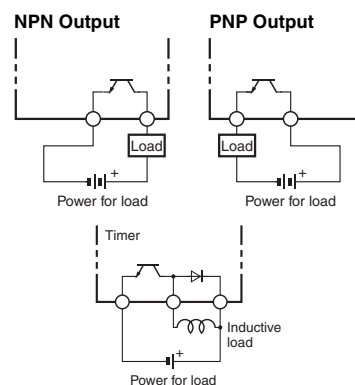 NPN Output
PNP Output
Load
+
Power for load
Load
+
Power for load
Timer
Inductive
load
+
Power for load